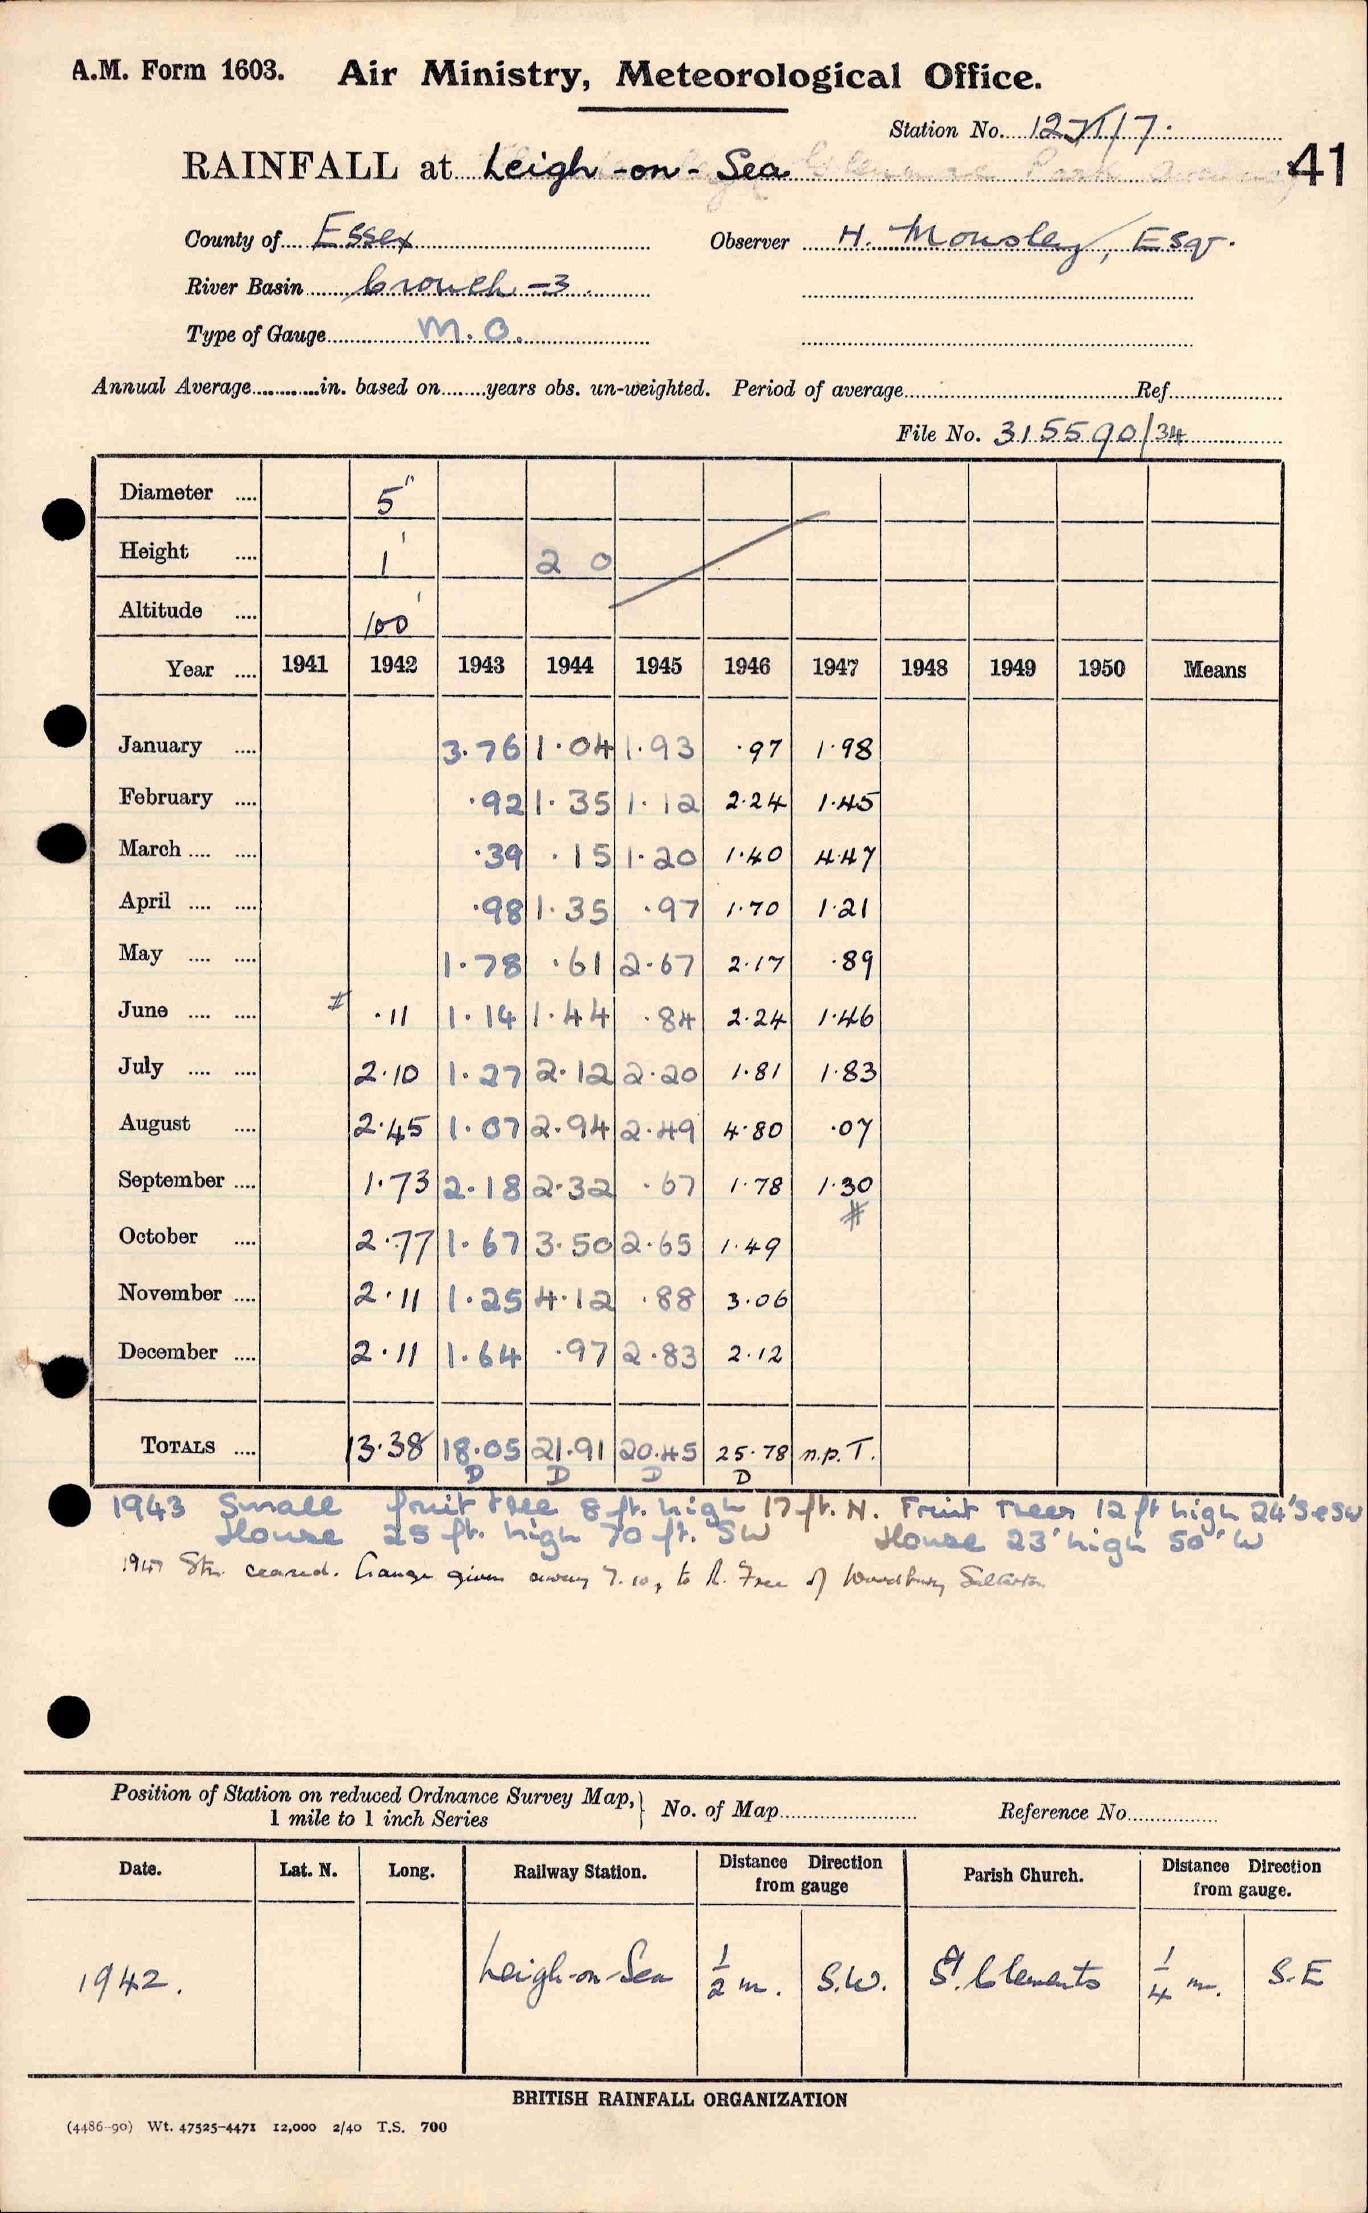 A.M. Form 1603. Air Ministry, Meteorological Office.
Station No. 12 /7.
RAINFALL at Leigh-on-Sea 41
County of Essex Observer H. Mousley, Esqr.
River Basin Crouch -3.
Type of Gauge M.O.
Annual Average in. based on years obs. un-weighted. Period of average Ref
File No. 315590/34
Diameter 5"
Height 1' 2 0
Altitude 100'
Year 1941 1942 1943 1944 1945 1946 1947 1948 1949 1950 Means
January 3.76 1.04 1.93 .97 1.98
February .92 1.35 1.12 2.24 1.45
March .39 .15 1.20 1.40 4.47
April .98 1.35 .97 1.70 1.21
May 1.78 .61 2.67 2.17 .89
June # .11 1.14 1.44 .84 2.24 1.46
July 2.10 1.27 2.12 2.20 1.81 1.83
August 2.45 1.07 2.94 2.49 4.80 .07
September 1.73 2.18 2.32 .67 1.78 1.30
#
October 2.77 1.67 3.50 2.65 1.49
November 2.11 1.25 4.12 .88 3.06
December 2.11 1.64 .97 2.83 2.12
TOTALS 13.38 18.05 21.91 20.45 25.78 n.p.T.
D D D D
1943 Small fruit tree 8 ft. high 17 ft. N. Fruit Trees 12 ft high 24' S & SW
House 25 ft. high 70 ft. SW House 23' high 50' W
1947 Stn. ceased. Gauge given away 7.10, to R. Free of Woodbury Salterton
Position of Station on reduced Ordnance Survey Map,
1 mile to 1 inch Series
No. of Map Reference No.
Date. Lat. N. Long. Railway Station. Distance Direction from gauge Parish Church. Distance Direction from gauge.
1942. Leigh-on-Sea 1/2 m. S.W. St. Clements 1/4 m. S.E
BRITISH RAINFALL ORGANIZATION
(4486-90) Wt. 47525-4471 12,000 2/40 T.S. 700